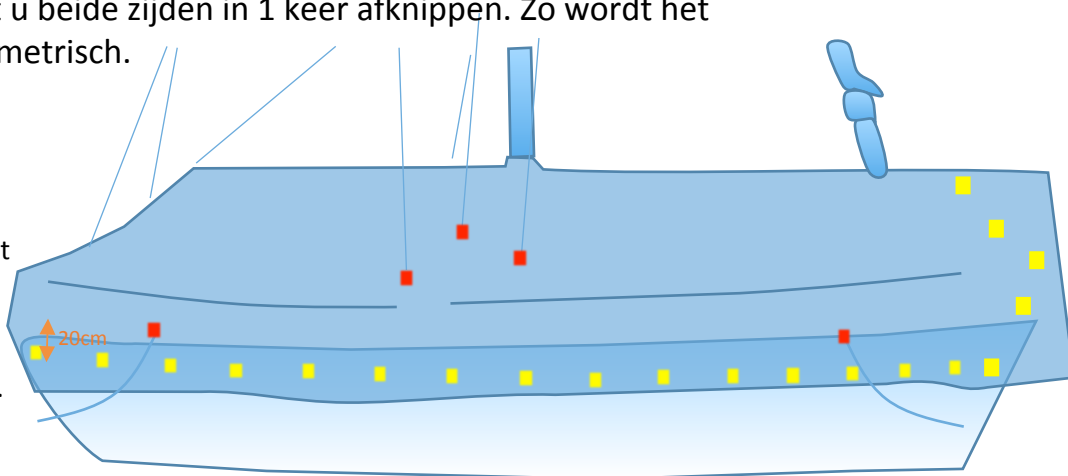 t u beide zijden in 1 keer afknippen. Zo wordt het
metrisch.
t
20cm
.